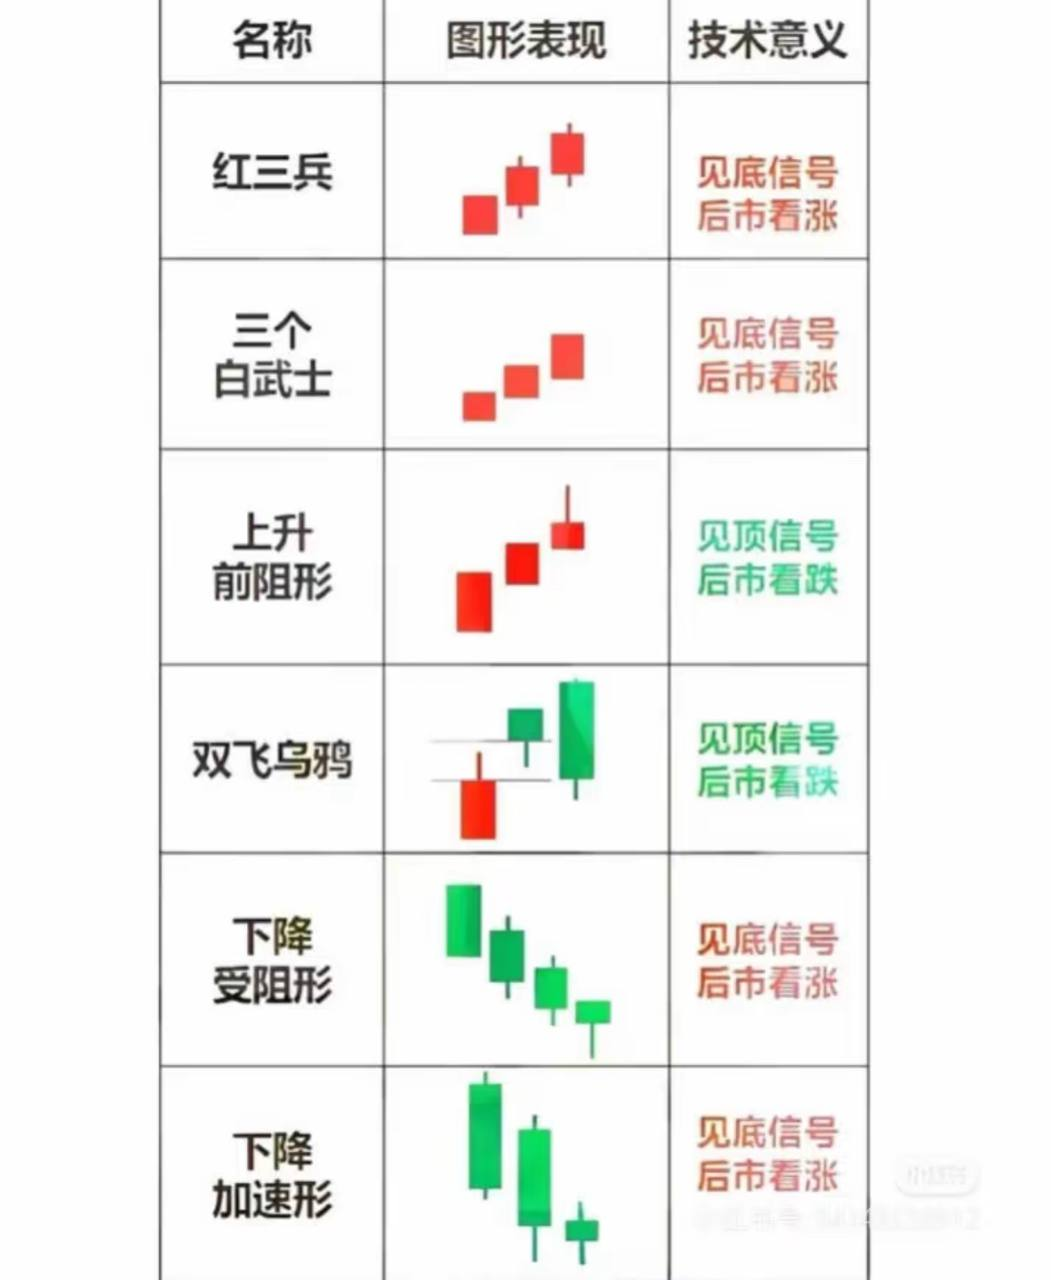 名称
图形表现
技术意义
红三兵
见底信号
后市看涨
三个
白武士
见底信号
后市看涨
上升
前阻形
见顶信号
后市看跌
双飞乌鸦
见顶信号
后市看跌
下降
受阻形
见底信号
后市看涨
下降
加速形
见底信号
后市看涨
小红书